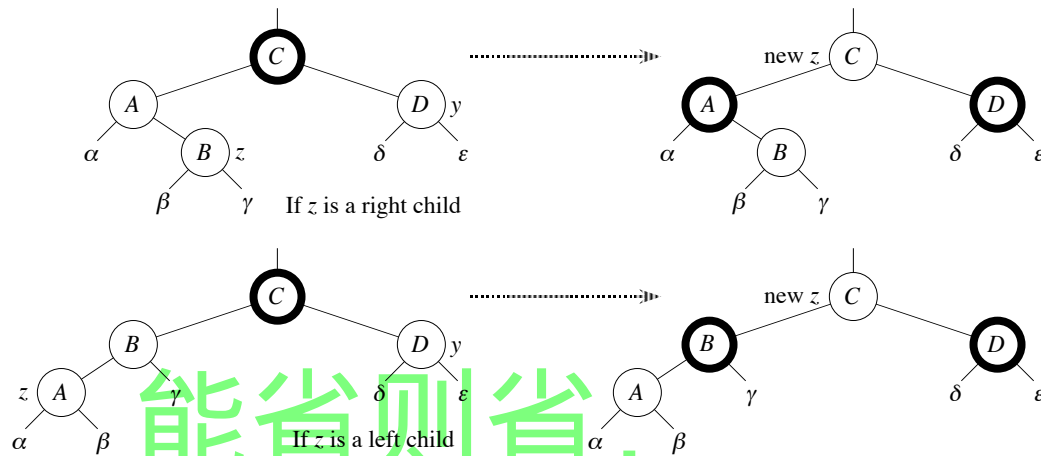 C
new z C
A
D y
A
D
α
B z
δ
ε
α
B
δ
ε
β
γ
If z is a right child
β
γ
C
new z C
B
D y
B
D
z A
γ
δ
ε
A
γ
δ
ε
α
β
If z is a left child
α
β
能省则省.